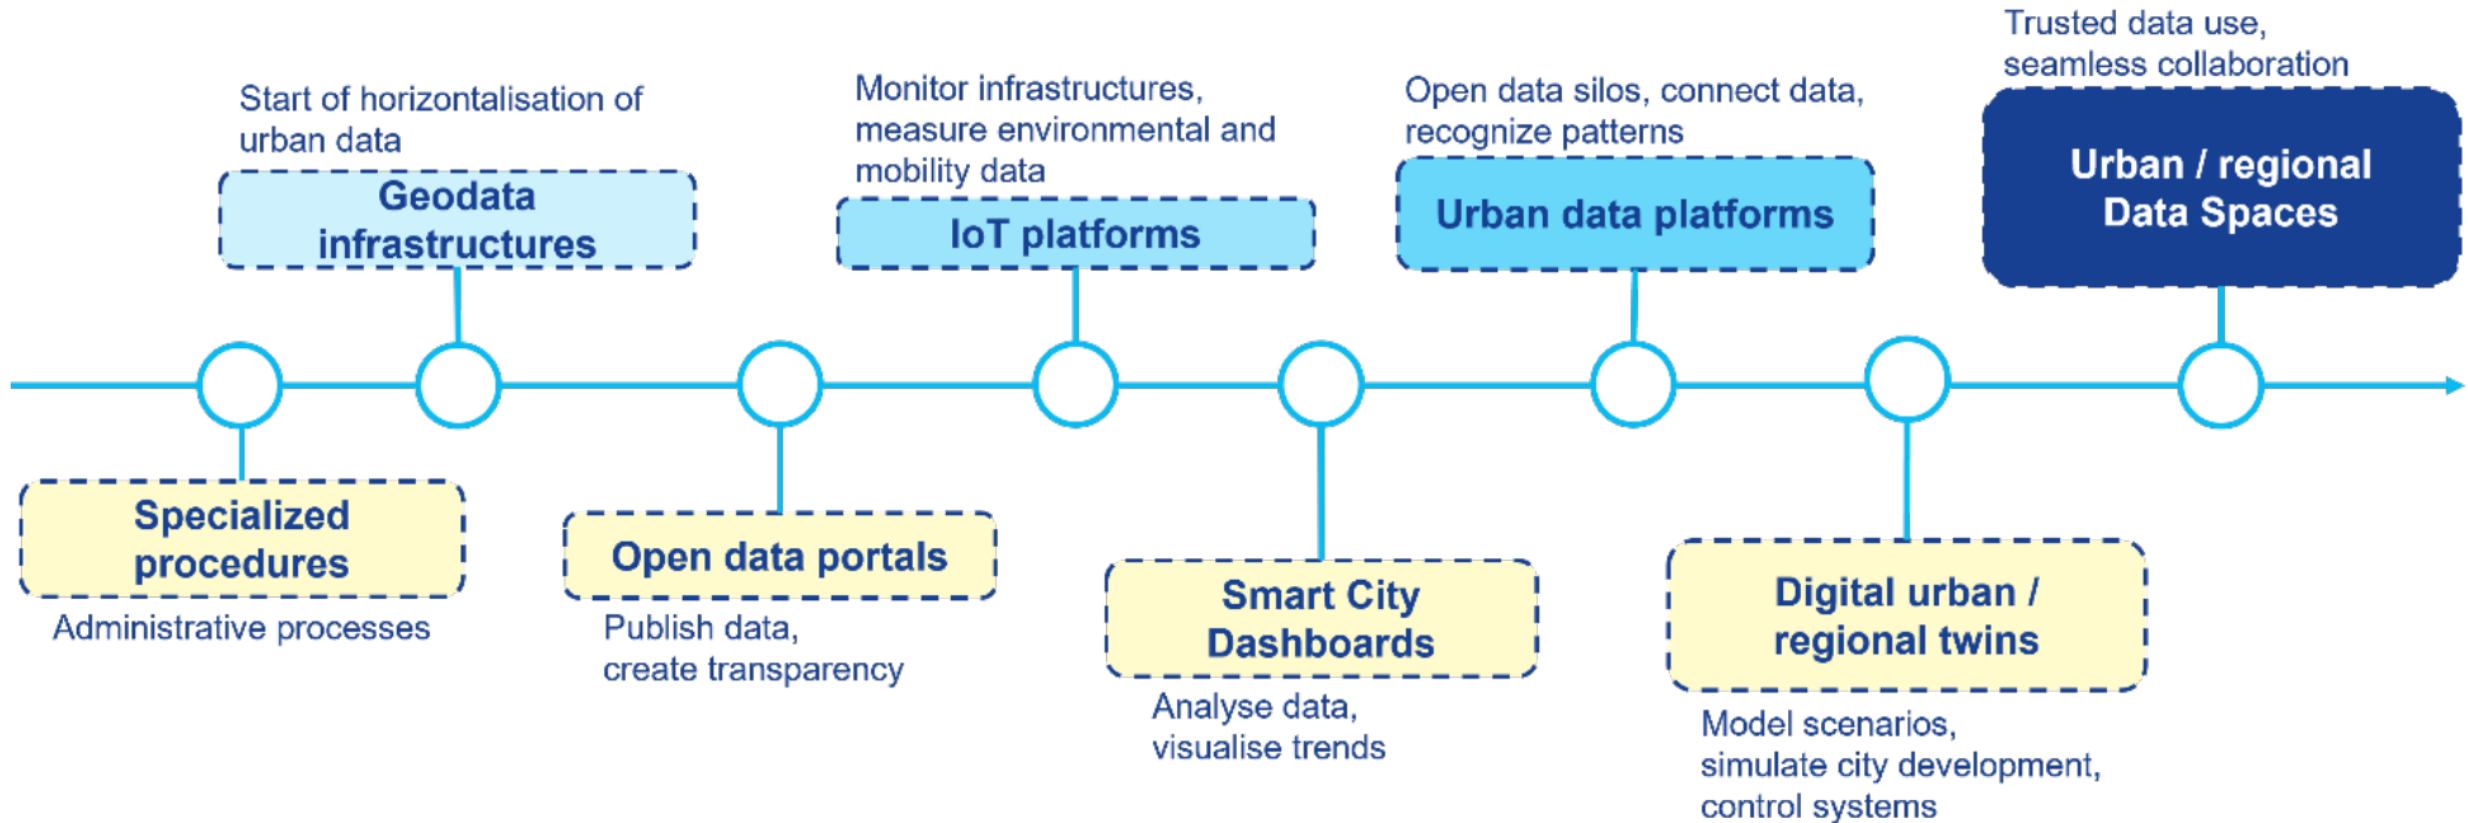 Trusted data use,
seamless collaboration
Start of horizontalisation of
urban data
Monitor infrastructures,
measure environmental and
mobility data
Open data silos, connect data,
recognize patterns
Geodata
infrastructures
IoT platforms
Urban data platforms
Urban / regional
Data Spaces
Specialized
procedures
Administrative processes
Open data portals
Publish data,
create transparency
Smart City
Dashboards
Analyse data,
visualise trends
Digital urban /
regional twins
Model scenarios,
simulate city development,
control systems